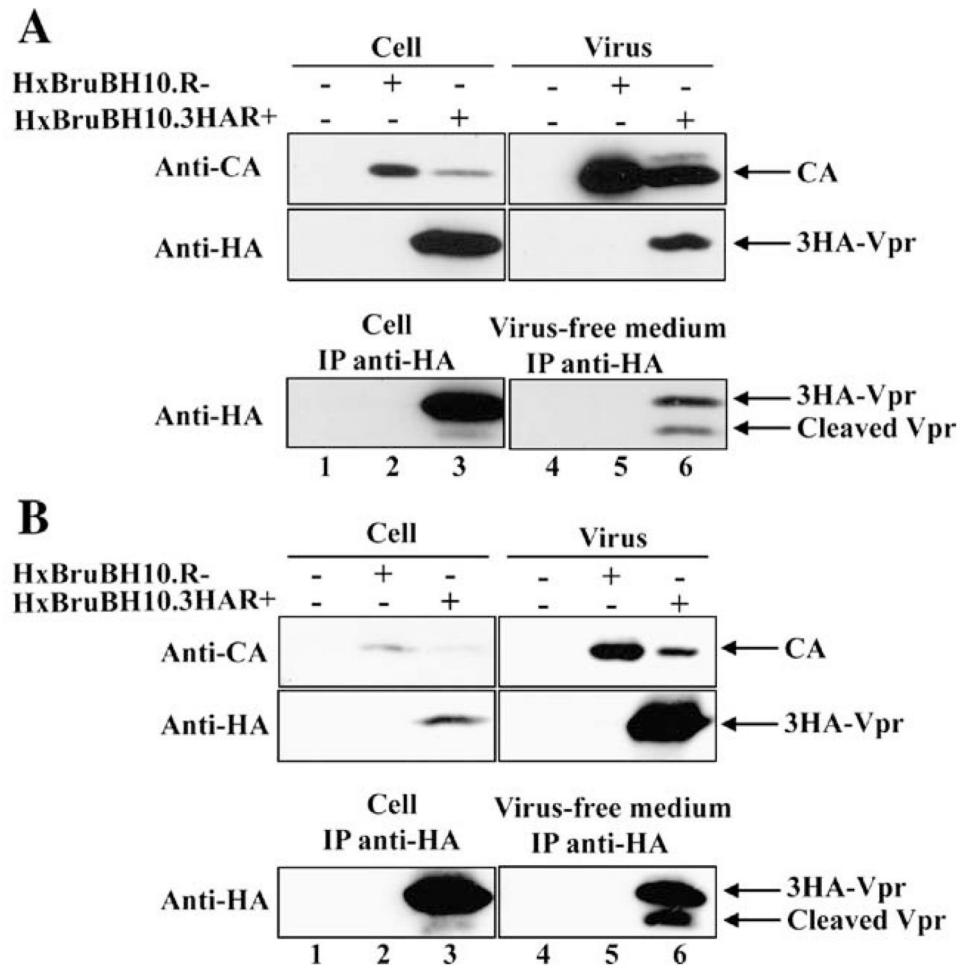 A
Cell Virus
HxBruBH10.R- - + - - + -
HxBruBH10.3HAR+ - - + - - +
Anti-CA CA
Anti-HA 3HA-Vpr
Cell Virus-free medium
IP anti-HA IP anti-HA
Anti-HA 3HA-Vpr
Cleaved Vpr
1 2 3 4 5 6
B
Cell Virus
HxBruBH10.R- - + - - + -
HxBruBH10.3HAR+ - - + - - +
Anti-CA CA
Anti-HA 3HA-Vpr
Cell Virus-free medium
IP anti-HA IP anti-HA
Anti-HA 3HA-Vpr
Cleaved Vpr
1 2 3 4 5 6